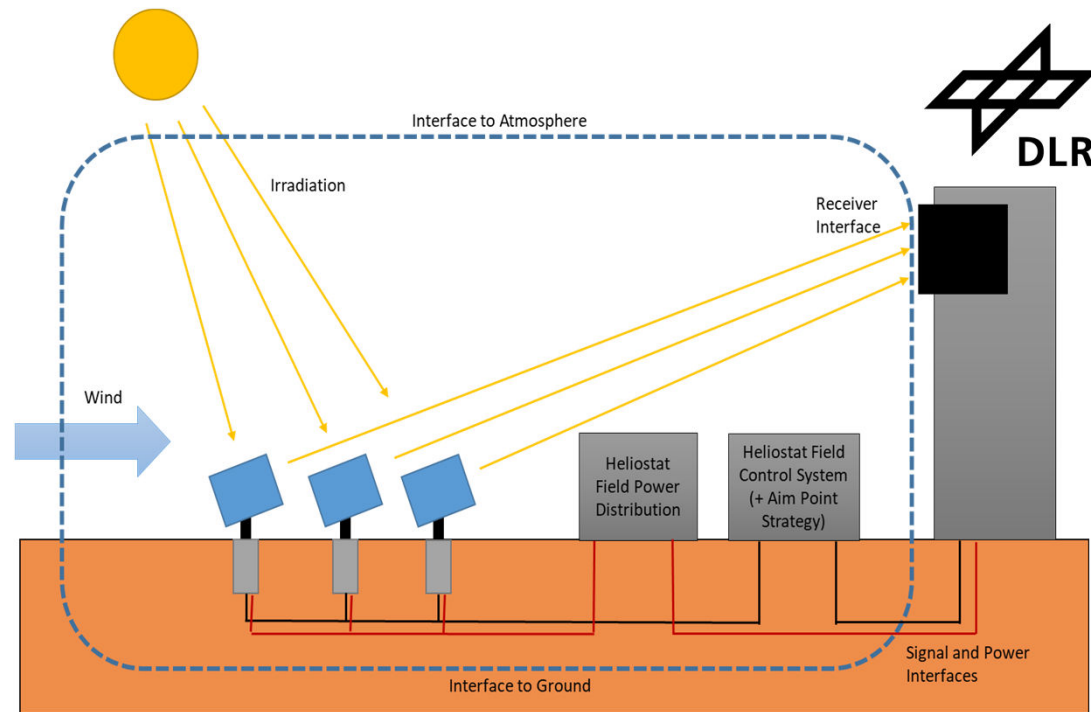 Interface to Atmosphere
DLR
Irradiation
Receiver
Interface
Wind
Heliostat
Field Power
Distribution
Heliostat Field
Control System
(+ Aim Point
Strategy)
Signal and Power
Interfaces
Interface to Ground